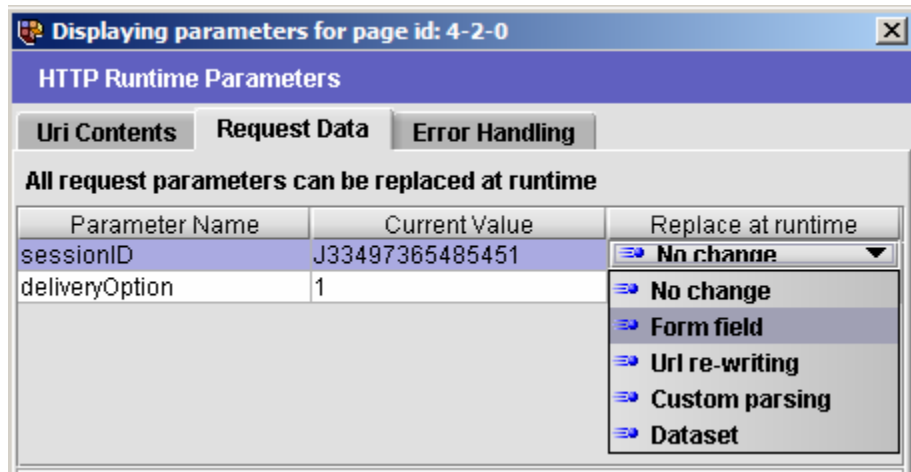 Displaying parameters for page id: 4-2-0
HTTP Runtime Parameters
Uri Contents Request Data Error Handling
All request parameters can be replaced at runtime
Parameter Name Current Value Replace at runtime
sessionID J33497365485451 No change
deliveryOption 1
No change
Form field
Url re-writing
Custom parsing
Dataset